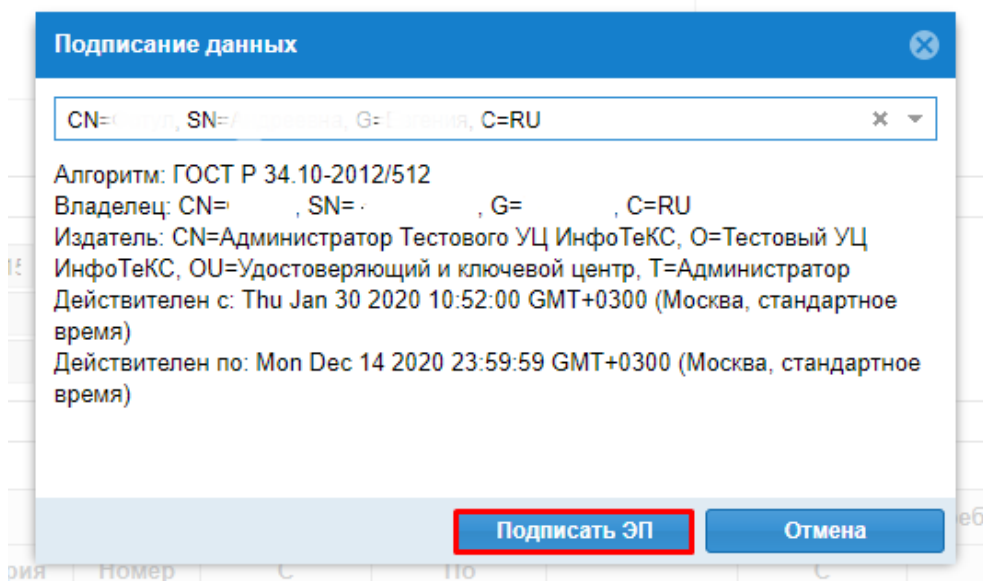 Подписание данных
CN= , SN= , G= , C=RU
Алгоритм: ГОСТ Р 34.10-2012/512
Владелец: CN= , SN= , G= , C=RU
Издатель: CN=Администратор Тестового УЦ ИнфоТеКС, O=Тестовый УЦ
ИнфоТеКС, OU=Удостоверяющий и ключевой центр, T=Администратор
Действителен с: Thu Jan 30 2020 10:52:00 GMT+0300 (Москва, стандартное
время)
Действителен по: Mon Dec 14 2020 23:59:59 GMT+0300 (Москва, стандартное
время)
Подписать ЭП Отмена
Номер С По С